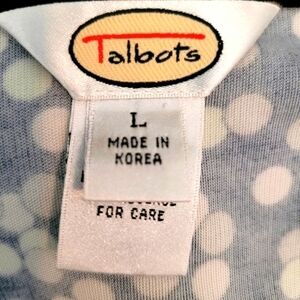 Talbots
L
MADE IN
KOREA
FOR CARE